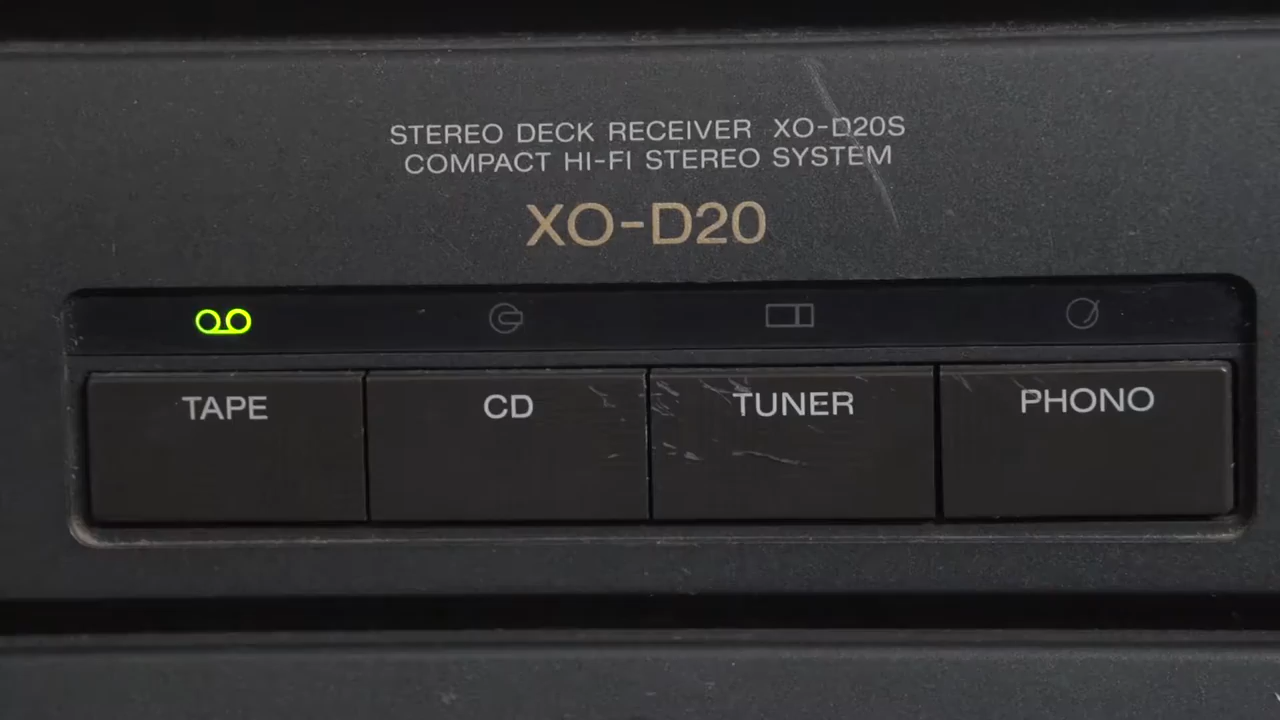 STEREO DECK RECEIVER XO-D20S
COMPACT HI-FI STEREO SYSTEM
XO-D20
TAPE CD TUNER PHONO